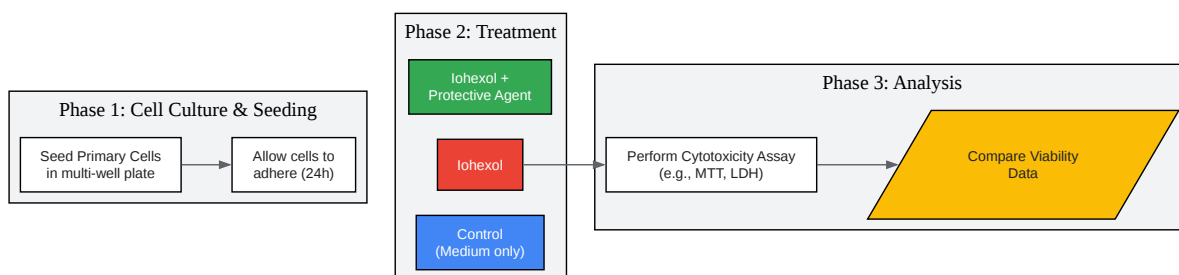 Phase 1: Cell Culture & Seeding
Seed Primary Cells
in multi-well plate
Allow cells to
adhere (24h)
Phase 2: Treatment
Iohexol +
Protective Agent
Iohexol
Control
(Medium only)
Phase 3: Analysis
Perform Cytotoxicity Assay
(e.g., MTT, LDH)
Compare Viability
Data